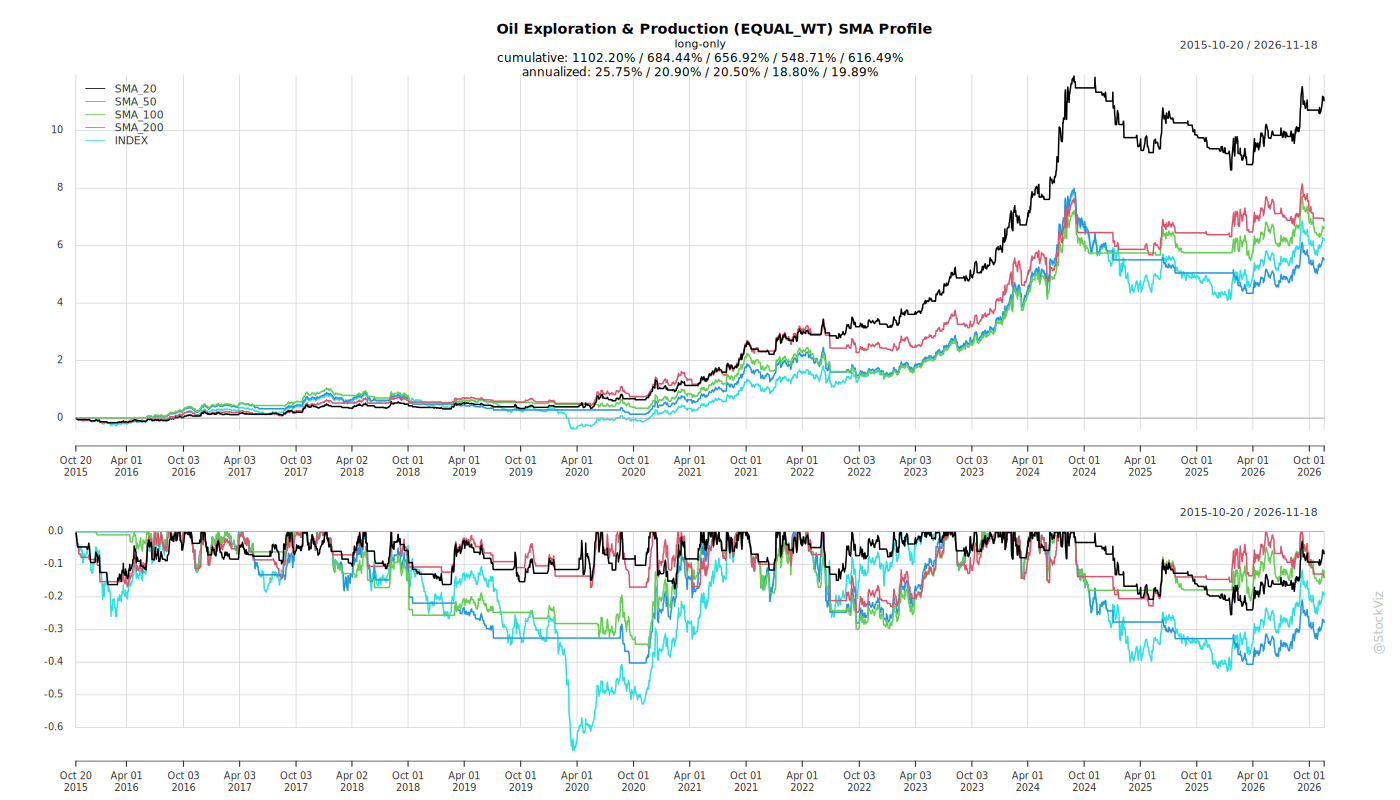 Oil Exploration & Production (EQUAL_WT) SMA Profile
long-only
2015-10-20 / 2026-11-18
cumulative: 1102.20% / 684.44% / 656.92% / 548.71% / 616.49%
annualized: 25.75% / 20.90% / 20.50% / 18.80% / 19.89%
SMA_20
SMA_50
SMA_100
SMA_200
INDEX
10
8
6
4
2
0
Oct 20 Apr 01 Oct 03 Apr 03 Oct 03 Apr 02 Oct 01 Apr 01 Oct 01 Apr 01 Oct 01 Apr 01 Oct 01 Apr 01 Oct 03 Apr 03 Oct 03 Apr 01 Oct 01 Apr 01 Oct 01 Apr 01 Oct 01
2015 2016 2016 2017 2017 2018 2018 2019 2019 2020 2020 2021 2021 2022 2022 2023 2023 2024 2024 2025 2025 2026 2026
2015-10-20 / 2026-11-18
0.0
-0.1
-0.2
-0.3
-0.4
-0.5
-0.6
Oct 20 Apr 01 Oct 03 Apr 03 Oct 03 Apr 02 Oct 01 Apr 01 Oct 01 Apr 01 Oct 01 Apr 01 Oct 01 Apr 01 Oct 03 Apr 03 Oct 03 Apr 01 Oct 01 Apr 01 Oct 01 Apr 01 Oct 01
2015 2016 2016 2017 2017 2018 2018 2019 2019 2020 2020 2021 2021 2022 2022 2023 2023 2024 2024 2025 2025 2026 2026
@StockViz